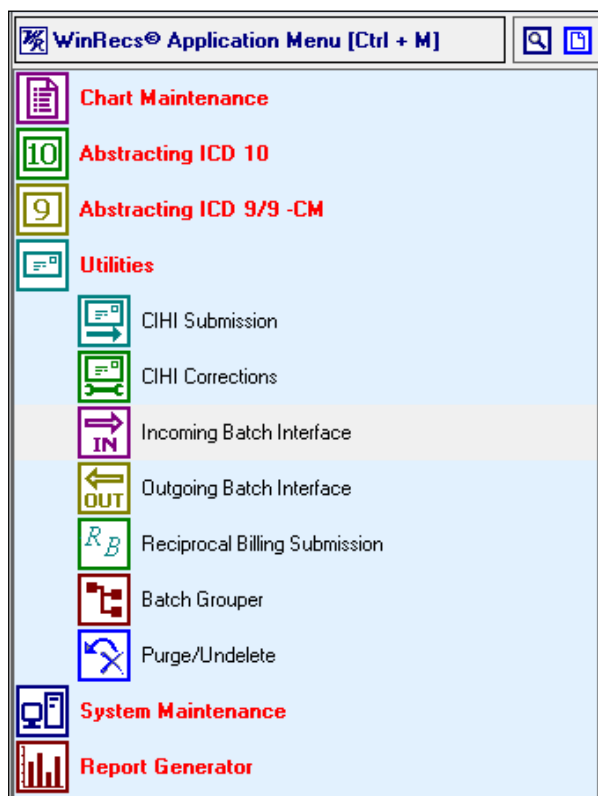 WinRecs© Application Menu [Ctrl + M]
Chart Maintenance
10 Abstracting ICD 10
9 Abstracting ICD 9/9 -CM
Utilities
CIHI Submission
CIHI Corrections
IN Incoming Batch Interface
OUT Outgoing Batch Interface
RB Reciprocal Billing Submission
Batch Grouper
Purge/Undelete
System Maintenance
Report Generator